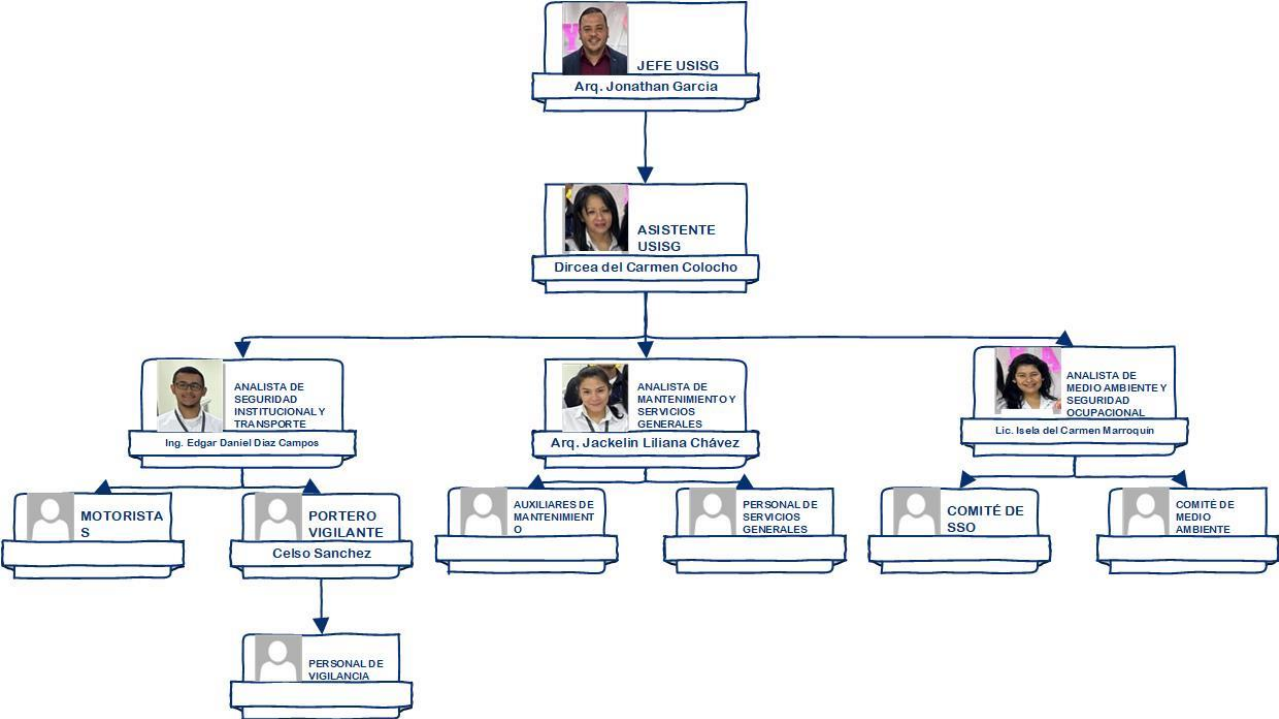 JEFE USISG
Arq. Jonathan Garcia
ASISTENTE
USISG
Dircea del Carmen Colocho
ANALISTA DE
SEGURIDAD
INSTITUCIONAL Y
TRANSPORTE
Ing. Edgar Daniel Diaz Campos
ANALISTA DE
MANTENIMIENTO Y
SERVICIOS
GENERALES
Arq. Jackelin Liliana Chávez
ANALISTA DE
MEDIO AMBIENTE Y
SEGURIDAD
OCUPACIONAL
Lic. Isela del Carmen Marroquín
MOTORISTA
S
PORTERO
VIGILANTE
Celso Sanchez
AUXILIARES DE
MANTENIMIENT
O
PERSONAL DE
SERVICIOS
GENERALES
COMITÉ DE
SSO
COMITÉ DE
MEDIO
AMBIENTE
PERSONAL DE
VIGILANCIA